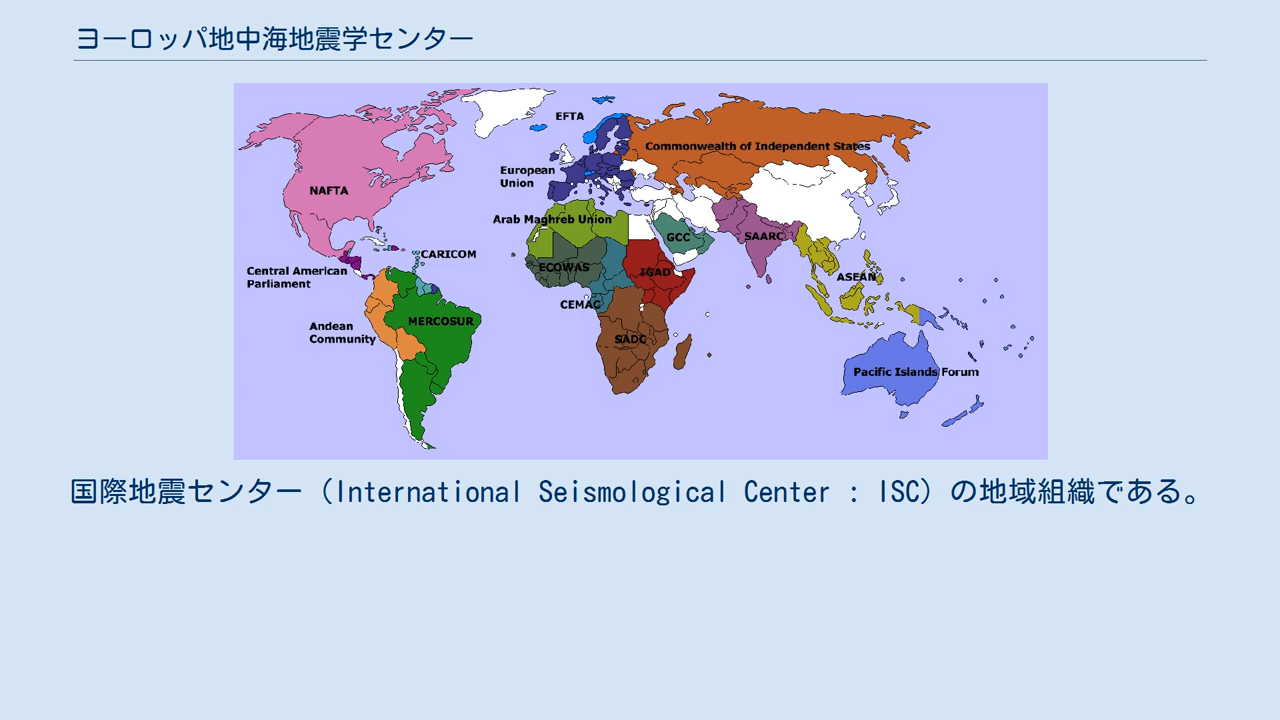 ヨーロッパ地中海地震学センター
EFTA
Commonwealth of Independent States
European
Union
NAFTA
Arab Maghreb Union
GCC
SAARC
CARICOM
ECOWAS
IGAD
Central American
Parliament
ASEAN
CEMAC
MERCOSUR
Andean
Community
SADC
Pacific Islands Forum
国際地震センター（International Seismological Center : ISC）の地域組織である。